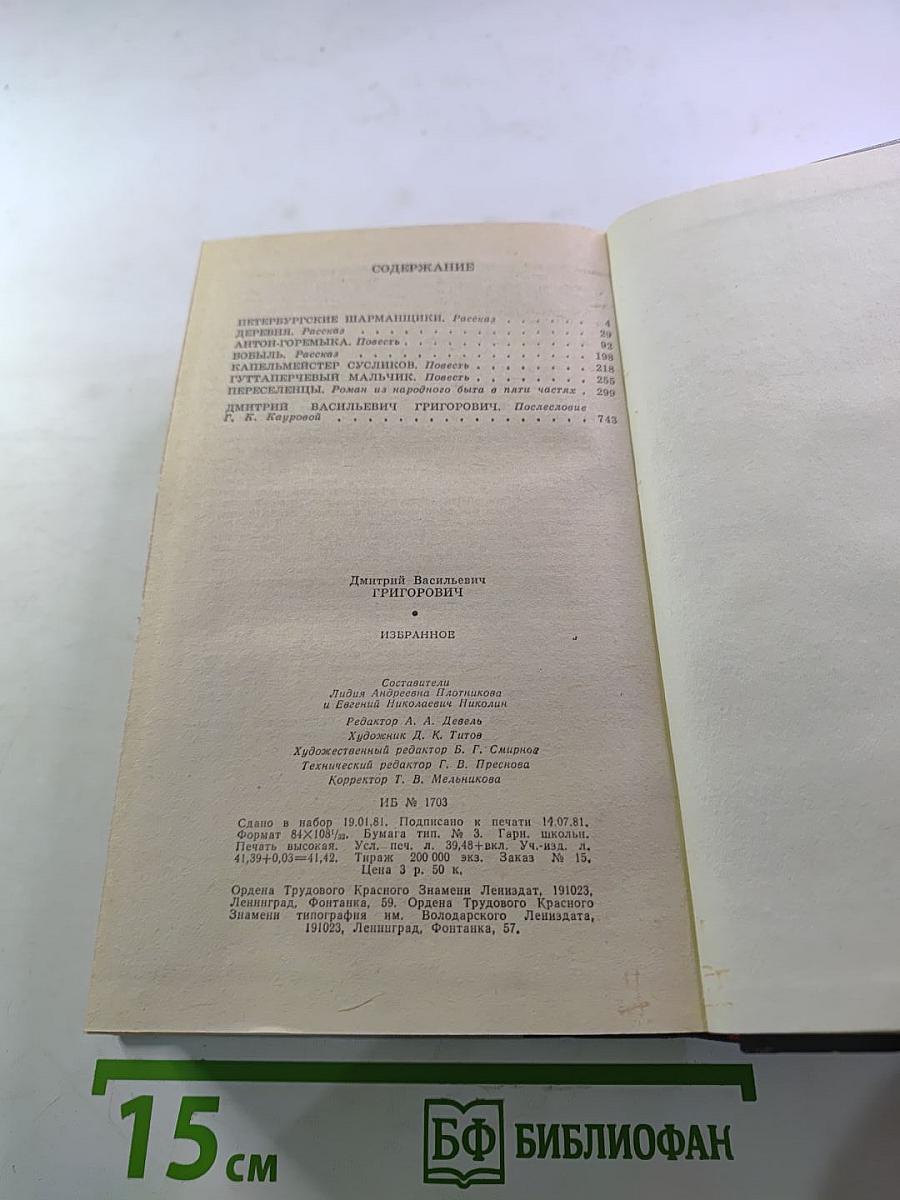 СОДЕРЖАНИЕ
ПЕТЕРБУРГСКИЕ ШАРМАНЩИКИ. Рассказ . . . . . . 4
ДЕРЕВНЯ. Рассказ . . . . . . . . . . . . . . 29
АНТОН-ГОРЕМЫКА. Повесть . . . . . . . . . . . 92
БОБЫЛЬ. Рассказ . . . . . . . . . . . . . . 198
КАПЕЛЬМЕЙСТЕР СУСЛИКОВ. Повесть . . . . . . . . 218
ГУТТАПЕРЧЕВЫЙ МАЛЬЧИК. Повесть . . . . . . . . 255
ПЕРЕСЕЛЕНЦЫ. Роман из народного быта в пяти частях . 299
ДМИТРИЙ ВАСИЛЬЕВИЧ ГРИГОРОВИЧ. Послесловие
Г. К. Кауровой . . . . . . . . . . . . . . . 743
Дмитрий Васильевич
ГРИГОРОВИЧ
•
ИЗБРАННОЕ
Составители
Лидия Андреевна Плотникова
и Евгений Николаевич Николин
Редактор А. А. Девель
Художник Д. К. Титов
Художественный редактор Б. Г. Смирнов
Технический редактор Г. В. Преснова
Корректор Т. В. Мельникова
ИБ № 1703
Сдано в набор 19.01.81. Подписано к печати 14.07.81.
Формат 84×108¹/₃₂. Бумага тип. № 3. Гарн. школьн.
Печать высокая. Усл. печ. л. 39,48+вкл. Уч.-изд. л.
41,39+0,03=41,42. Тираж 200 000 экз. Заказ № 15.
Цена 3 р. 50 к.
Ордена Трудового Красного Знамени Лениздат, 191023,
Ленинград, Фонтанка, 59. Ордена Трудового Красного
Знамени типография им. Володарского Лениздата,
191023, Ленинград, Фонтанка, 57.
15 см
БФ БИБЛИОФАН